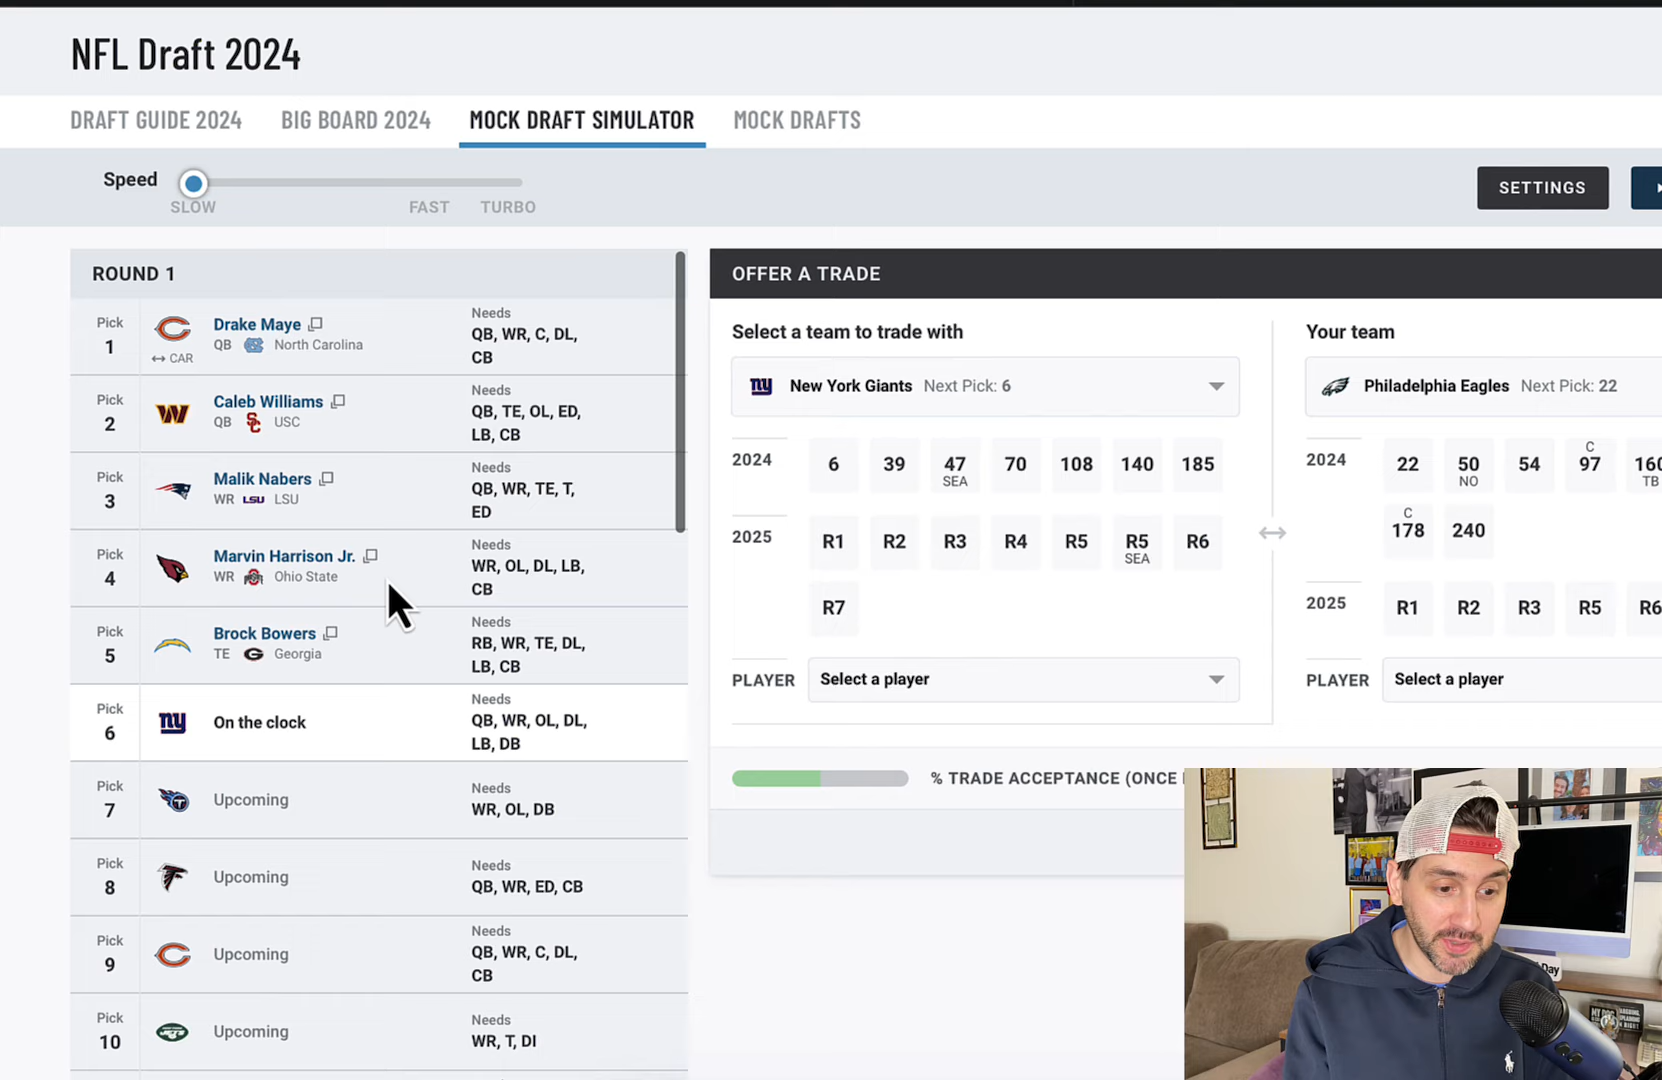 NFL Draft 2024
DRAFT GUIDE 2024 BIG BOARD 2024 MOCK DRAFT SIMULATOR MOCK DRAFTS
Speed
SLOW FAST TURBO
SETTINGS
ROUND 1
Pick
1
CAR
Drake Maye
QB North Carolina
Needs
QB, WR, C, DL,
CB
Pick
2
W
Caleb Williams
QB SC USC
Needs
QB, TE, OL, ED,
LB, CB
Pick
3
Malik Nabers
WR LSU LSU
Needs
QB, WR, TE, T,
ED
Pick
4
Marvin Harrison Jr.
WR Ohio State
Needs
WR, OL, DL, LB,
CB
Pick
5
Brock Bowers
TE G Georgia
Needs
RB, WR, TE, DL,
LB, CB
Pick
6
ny
On the clock
Needs
QB, WR, OL, DL,
LB, DB
Pick
7
Upcoming
Needs
WR, OL, DB
Pick
8
Upcoming
Needs
QB, WR, ED, CB
Pick
9
Upcoming
Needs
QB, WR, C, DL,
CB
Pick
10
Upcoming
Needs
WR, T, DI
OFFER A TRADE
Select a team to trade with
ny New York Giants Next Pick: 6
2024 6 39 47 70 108 140 185
SEA
2025 R1 R2 R3 R4 R5 R5 R6
SEA
R7
PLAYER Select a player
% TRADE ACCEPTANCE (ONCE
Your team
Philadelphia Eagles Next Pick: 22
C
2024 22 50 54 97 160
NO TB
C
178 240
2025 R1 R2 R3 R5 R6
PLAYER Select a player
Day